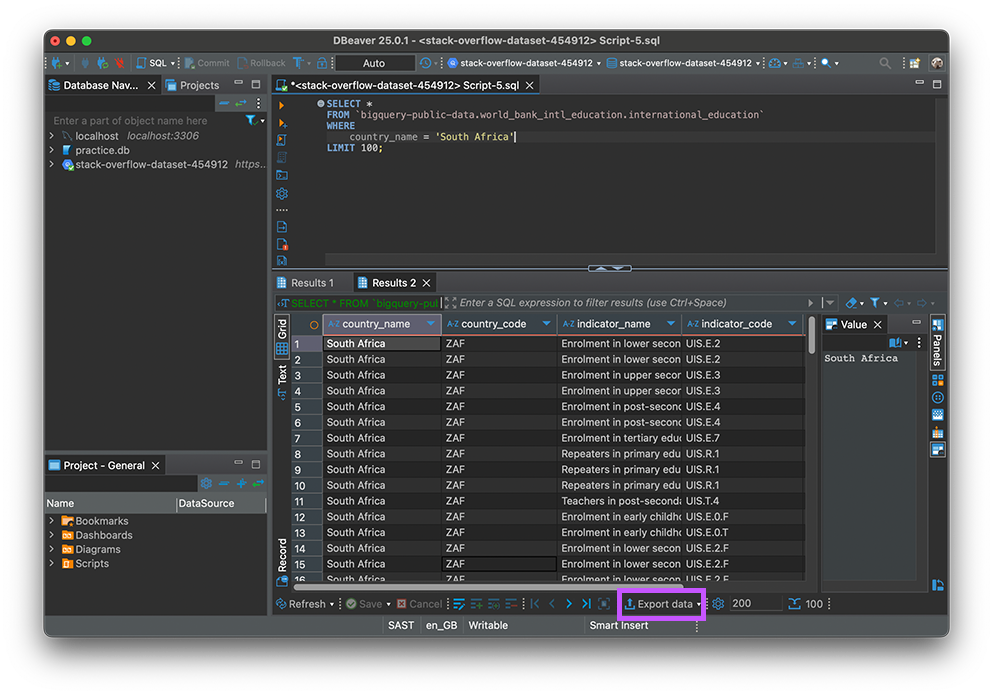 DBeaver 25.0.1 - <stack-overflow-dataset-454912> Script-5.sql
SQL Commit Rollback T Auto <stack-overflow-dataset-454912> stack-overflow-dataset-454912
Database Nav... Projects
Enter a part of object name here
localhost localhost:3306
practice.db
stack-overflow-dataset-454912 https...
Project - General
Name DataSource
Bookmarks
Dashboards
Diagrams
Scripts
*<stack-overflow-dataset-454912> Script-5.sql
SELECT *
FROM `bigquery-public-data.world_bank_intl_education.international_education`
WHERE
country_name = 'South Africa'
LIMIT 100;
Results 1 Results 2
SELECT * FROM `bigquery-pul Enter a SQL expression to filter results (use Ctrl+Space)
Grid
Text
Record
A-Z country_name A-Z country_code A-Z indicator_name A-Z indicator_code
1 South Africa ZAF Enrolment in lower secon UIS.E.2
2 South Africa ZAF Enrolment in lower secon UIS.E.2
3 South Africa ZAF Enrolment in upper secor UIS.E.3
4 South Africa ZAF Enrolment in upper secor UIS.E.3
5 South Africa ZAF Enrolment in post-seconc UIS.E.4
6 South Africa ZAF Enrolment in post-seconc UIS.E.4
7 South Africa ZAF Enrolment in tertiary educ UIS.E.7
8 South Africa ZAF Repeaters in primary edu UIS.R.1
9 South Africa ZAF Repeaters in primary edu UIS.R.1
10 South Africa ZAF Repeaters in primary edu UIS.R.1
11 South Africa ZAF Teachers in post-seconda UIS.T.4
12 South Africa ZAF Enrolment in early childho UIS.E.0.F
13 South Africa ZAF Enrolment in early childho UIS.E.0.T
14 South Africa ZAF Enrolment in lower secon UIS.E.2.F
15 South Africa ZAF Enrolment in lower secon UIS.E.2.F
16 South Africa ZAF Enrolment in lower secon UIS.E.2.F
Value
South Africa
Panels
Refresh Save Cancel Export data 200 100
SAST en_GB Writable Smart Insert